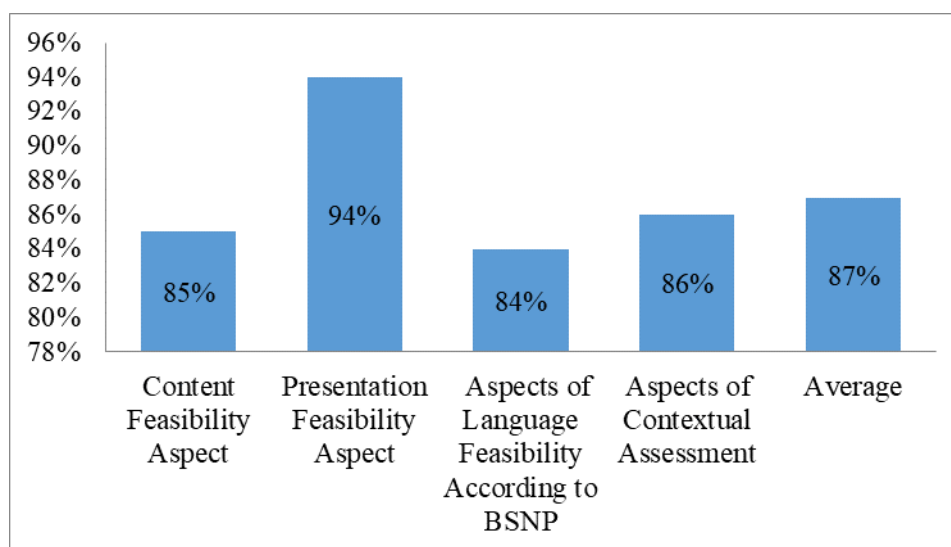 96%
94%
92%
90%
88%
86%
84%
82%
80%
78%
85%
94%
84%
86%
87%
Content
Feasibility
Aspect
Presentation
Feasibility
Aspect
Aspects of
Language
Feasibility
According to
BSNP
Aspects of
Contextual
Assessment
Average